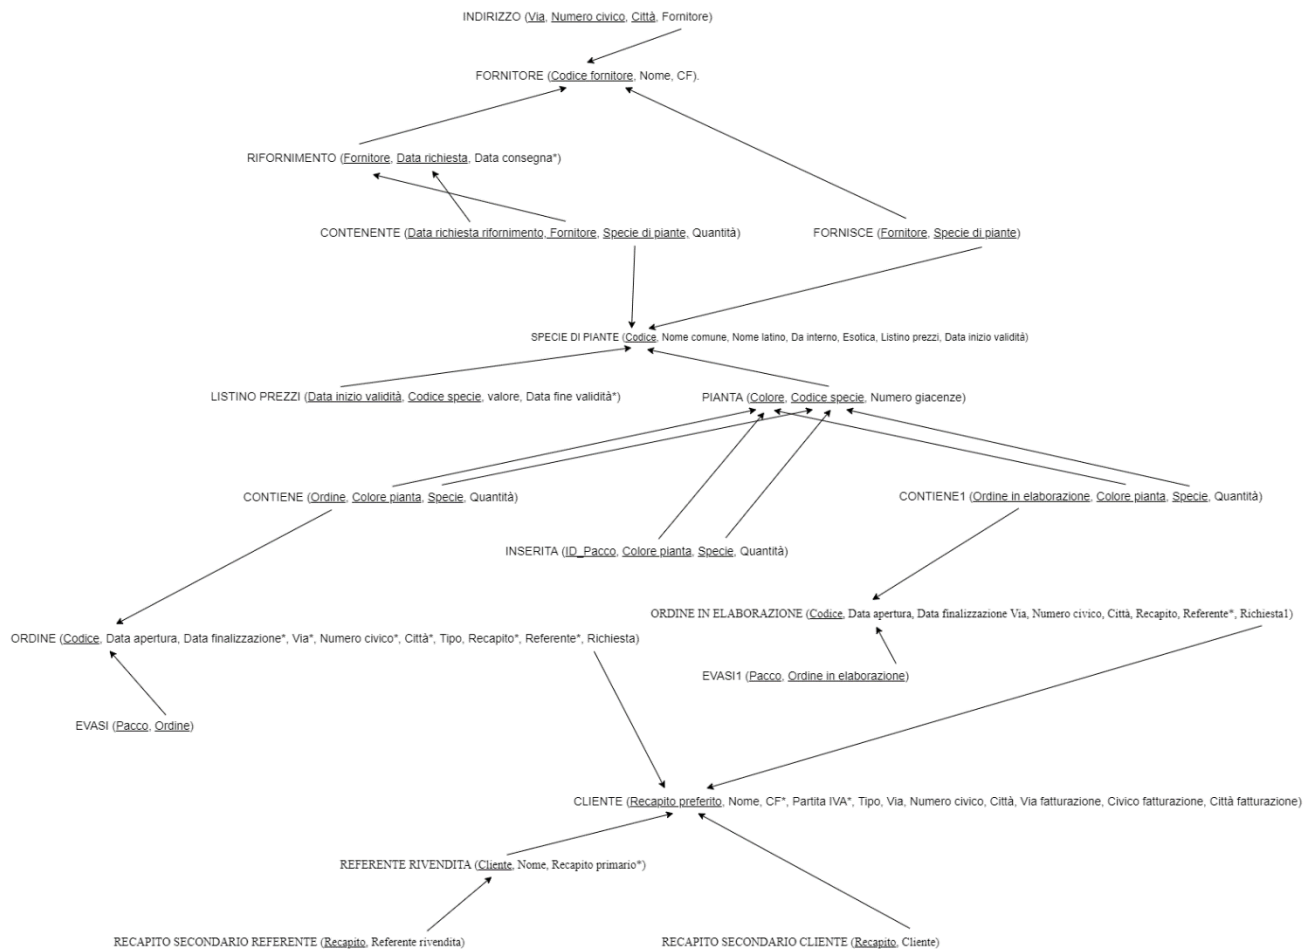 INDIRIZZO (Via, Numero civico, Città, Fornitore)
FORNITORE (Codice fornitore, Nome, CF).
RIFORNIMENTO (Fornitore, Data richiesta, Data consegna*)
CONTENENTE (Data richiesta rifornimento, Fornitore, Specie di piante, Quantità)
FORNISCE (Fornitore, Specie di piante)
SPECIE DI PIANTE (Codice, Nome comune, Nome latino, Da interno, Esotica, Listino prezzi, Data inizio validità)
LISTINO PREZZI (Data inizio validità, Codice specie, valore, Data fine validità*)
PIANTA (Colore, Codice specie, Numero giacenze)
CONTIENE (Ordine, Colore pianta, Specie, Quantità)
CONTIENE1 (Ordine in elaborazione, Colore pianta, Specie, Quantità)
INSERITA (ID_Pacco, Colore pianta, Specie, Quantità)
ORDINE IN ELABORAZIONE (Codice, Data apertura, Data finalizzazione Via, Numero civico, Città, Recapito, Referente*, Richiesta1)
ORDINE (Codice, Data apertura, Data finalizzazione*, Via*, Numero civico*, Città*, Tipo, Recapito*, Referente*, Richiesta)
EVASI1 (Pacco, Ordine in elaborazione)
EVASI (Pacco, Ordine)
CLIENTE (Recapito preferito, Nome, CF*, Partita IVA*, Tipo, Via, Numero civico, Città, Via fatturazione, Civico fatturazione, Città fatturazione)
REFERENTE RIVENDITA (Cliente, Nome, Recapito primario*)
RECAPITO SECONDARIO REFERENTE (Recapito, Referente rivendita)
RECAPITO SECONDARIO CLIENTE (Recapito, Cliente)